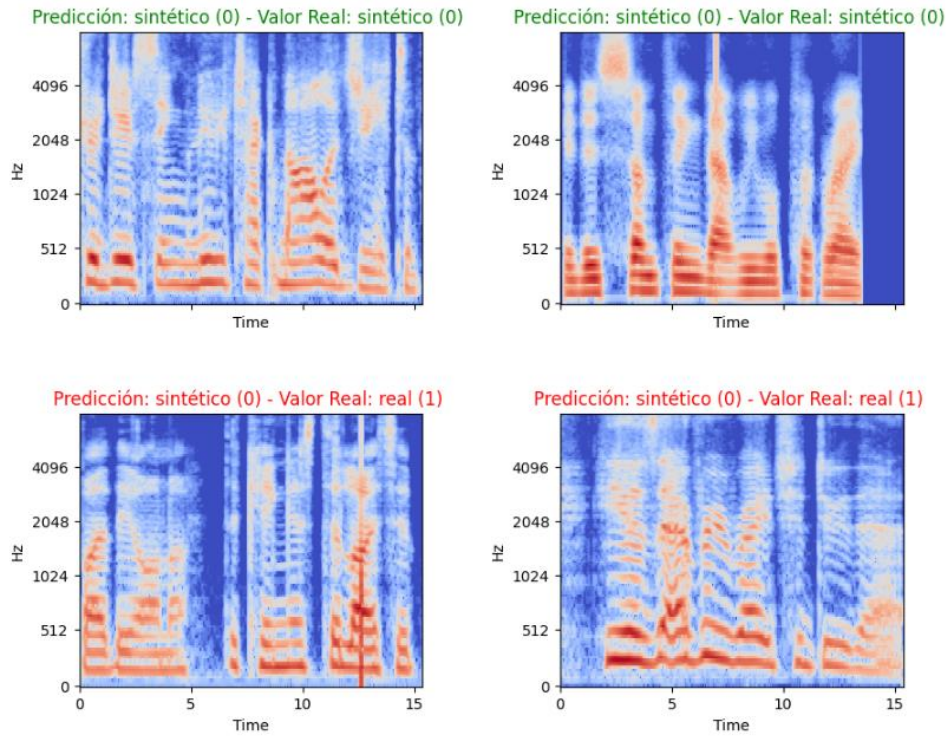 Predicción: sintético (0) - Valor Real: sintético (0)
Predicción: sintético (0) - Valor Real: sintético (0)
4096
2048
1024
512
0
Hz
Time
4096
2048
1024
512
0
Hz
Time
Predicción: sintético (0) - Valor Real: real (1)
Predicción: sintético (0) - Valor Real: real (1)
4096
2048
1024
512
0
Hz
0 5 10 15
Time
4096
2048
1024
512
0
Hz
0 5 10 15
Time